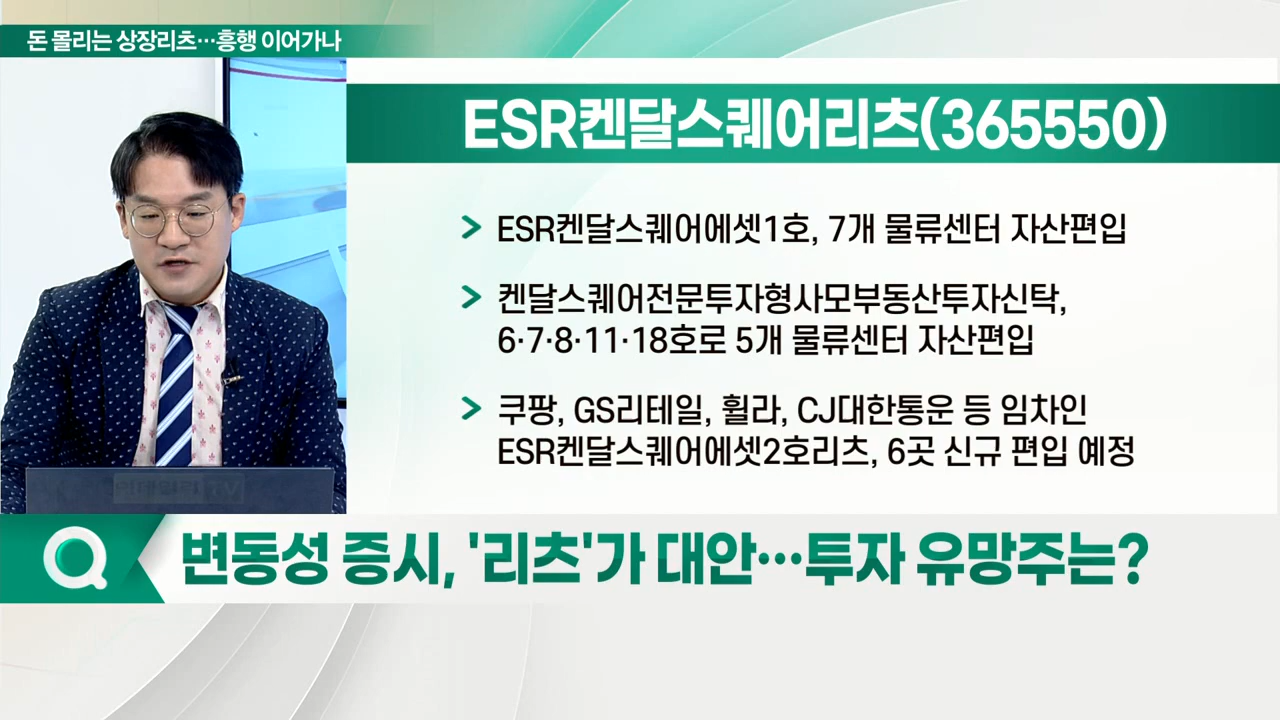 돈 몰리는 상장리츠…흥행 이어가나
ESR켄달스퀘어리츠(365550)
ESR켄달스퀘어에셋1호, 7개 물류센터 자산편입
켄달스퀘어전문투자형사모부동산투자신탁,
6·7·8·11·18호로 5개 물류센터 자산편입
쿠팡, GS리테일, 휠라, CJ대한통운 등 임차인
ESR켄달스퀘어에셋2호리츠, 6곳 신규 편입 예정
이데일리 TV
변동성 증시, '리츠'가 대안…투자 유망주는?